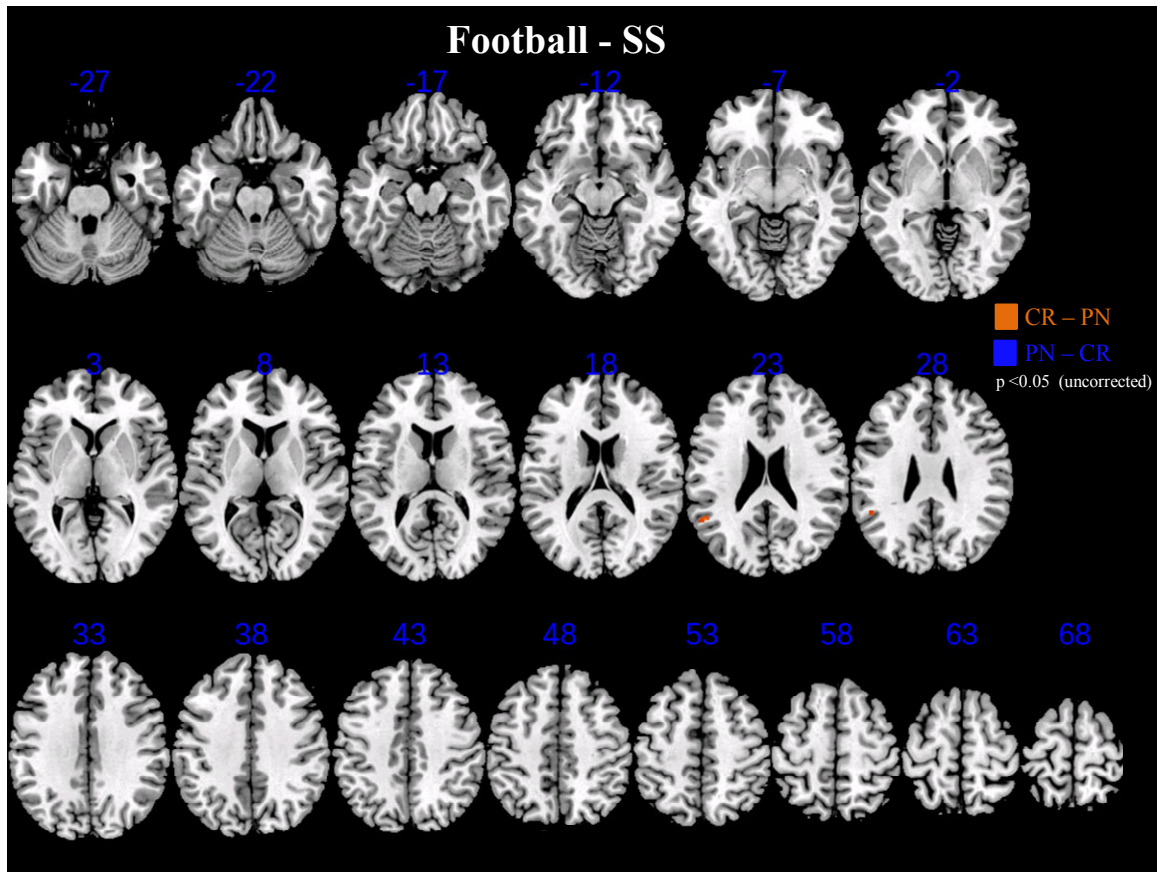 Football - SS
-27 -22 -17 -12 -7 -2
CR – PN
PN – CR
p <0.05 (uncorrected)
3 8 13 18 23 28
33 38 43 48 53 58 63 68